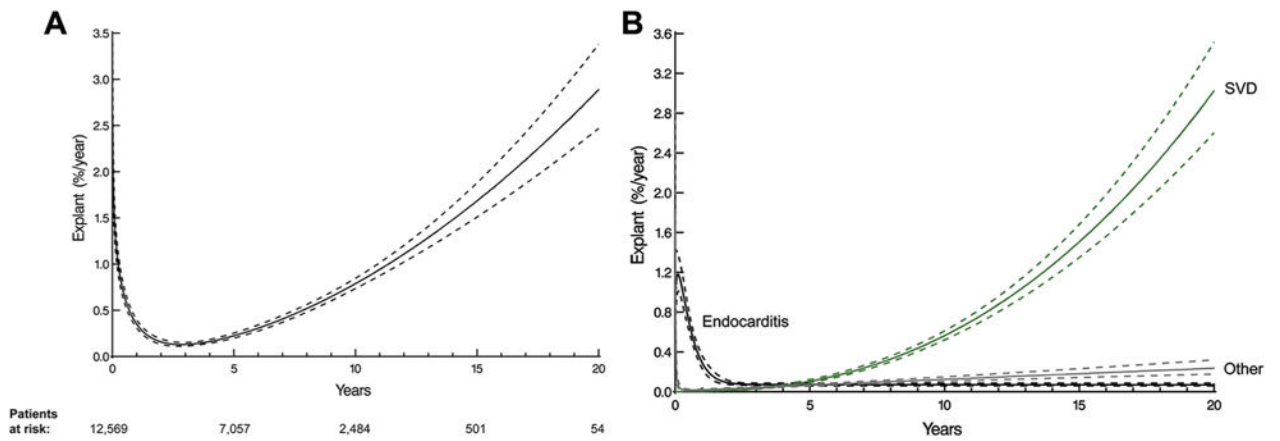 A
3.5
3.0
2.5
2.0
1.5
1.0
0.5
0.0
Explant (%/year)
0 5 10 15 20
Years
Patients
at risk: 12,569 7,057 2,484 501 54
B
3.6
3.2
2.8
2.4
2.0
1.6
1.2
0.8
0.4
0.0
Explant (%/year)
SVD
Endocarditis
Other
0 5 10 15 20
Years